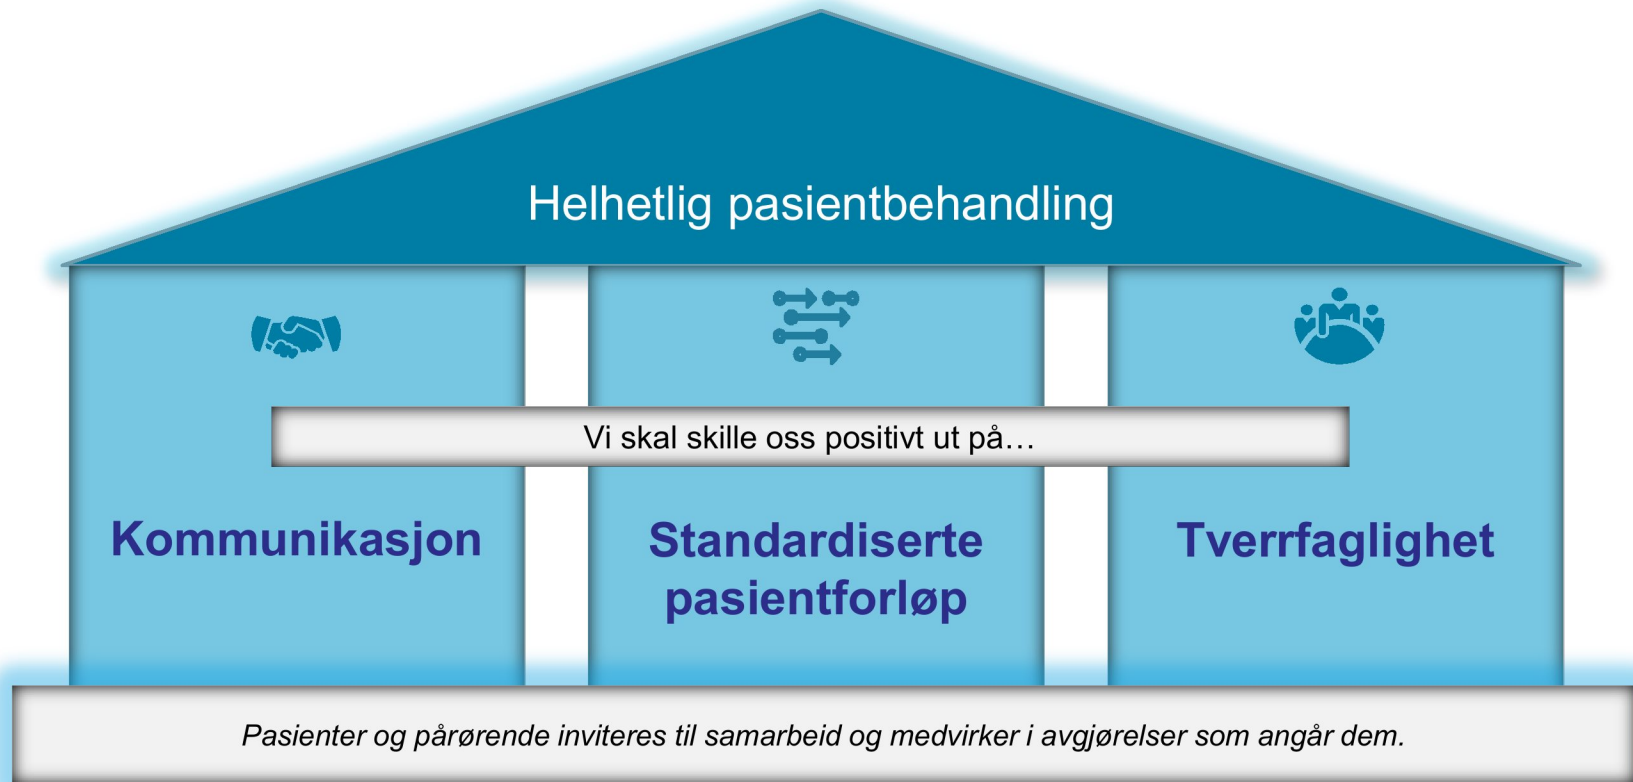 Helhetlig pasientbehandling
Vi skal skille oss positivt ut på…
Kommunikasjon
Standardiserte
pasientforløp
Tverrfaglighet
Pasienter og pårørende inviteres til samarbeid og medvirker i avgjørelser som angår dem.